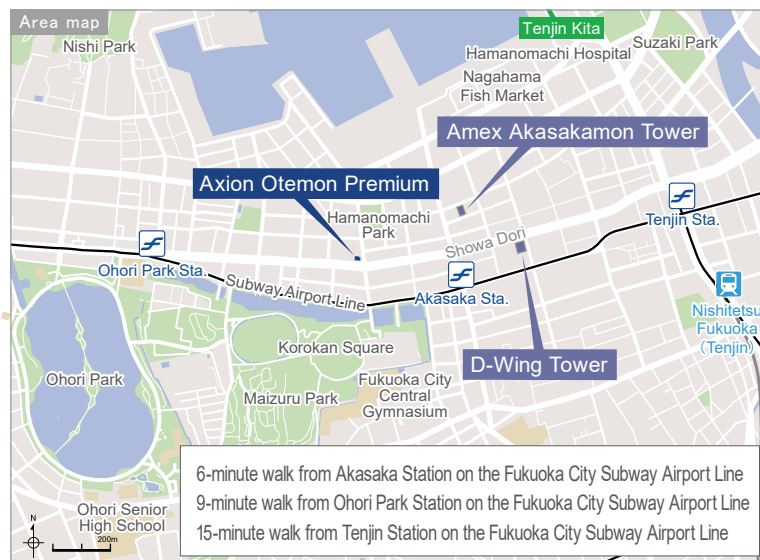 Area map
Nishi Park
Tenjin Kita
Suzaki Park
Hamanomachi Hospital
Nagahama
Fish Market
Amex Akasakamon Tower
Axion Otemon Premium
Hamanomachi
Park
Showa Dori
Tenjin Sta.
Ohori Park Sta.
Subway Airport Line
Akasaka Sta.
Nishitetsu
Fukuoka
(Tenjin)
Korokan Square
D-Wing Tower
Ohori Park
Maizuru Park
Fukuoka City
Central
Gymnasium
6-minute walk from Akasaka Station on the Fukuoka City Subway Airport Line
9-minute walk from Ohori Park Station on the Fukuoka City Subway Airport Line
15-minute walk from Tenjin Station on the Fukuoka City Subway Airport Line
Ohori Senior
High School
N
200m